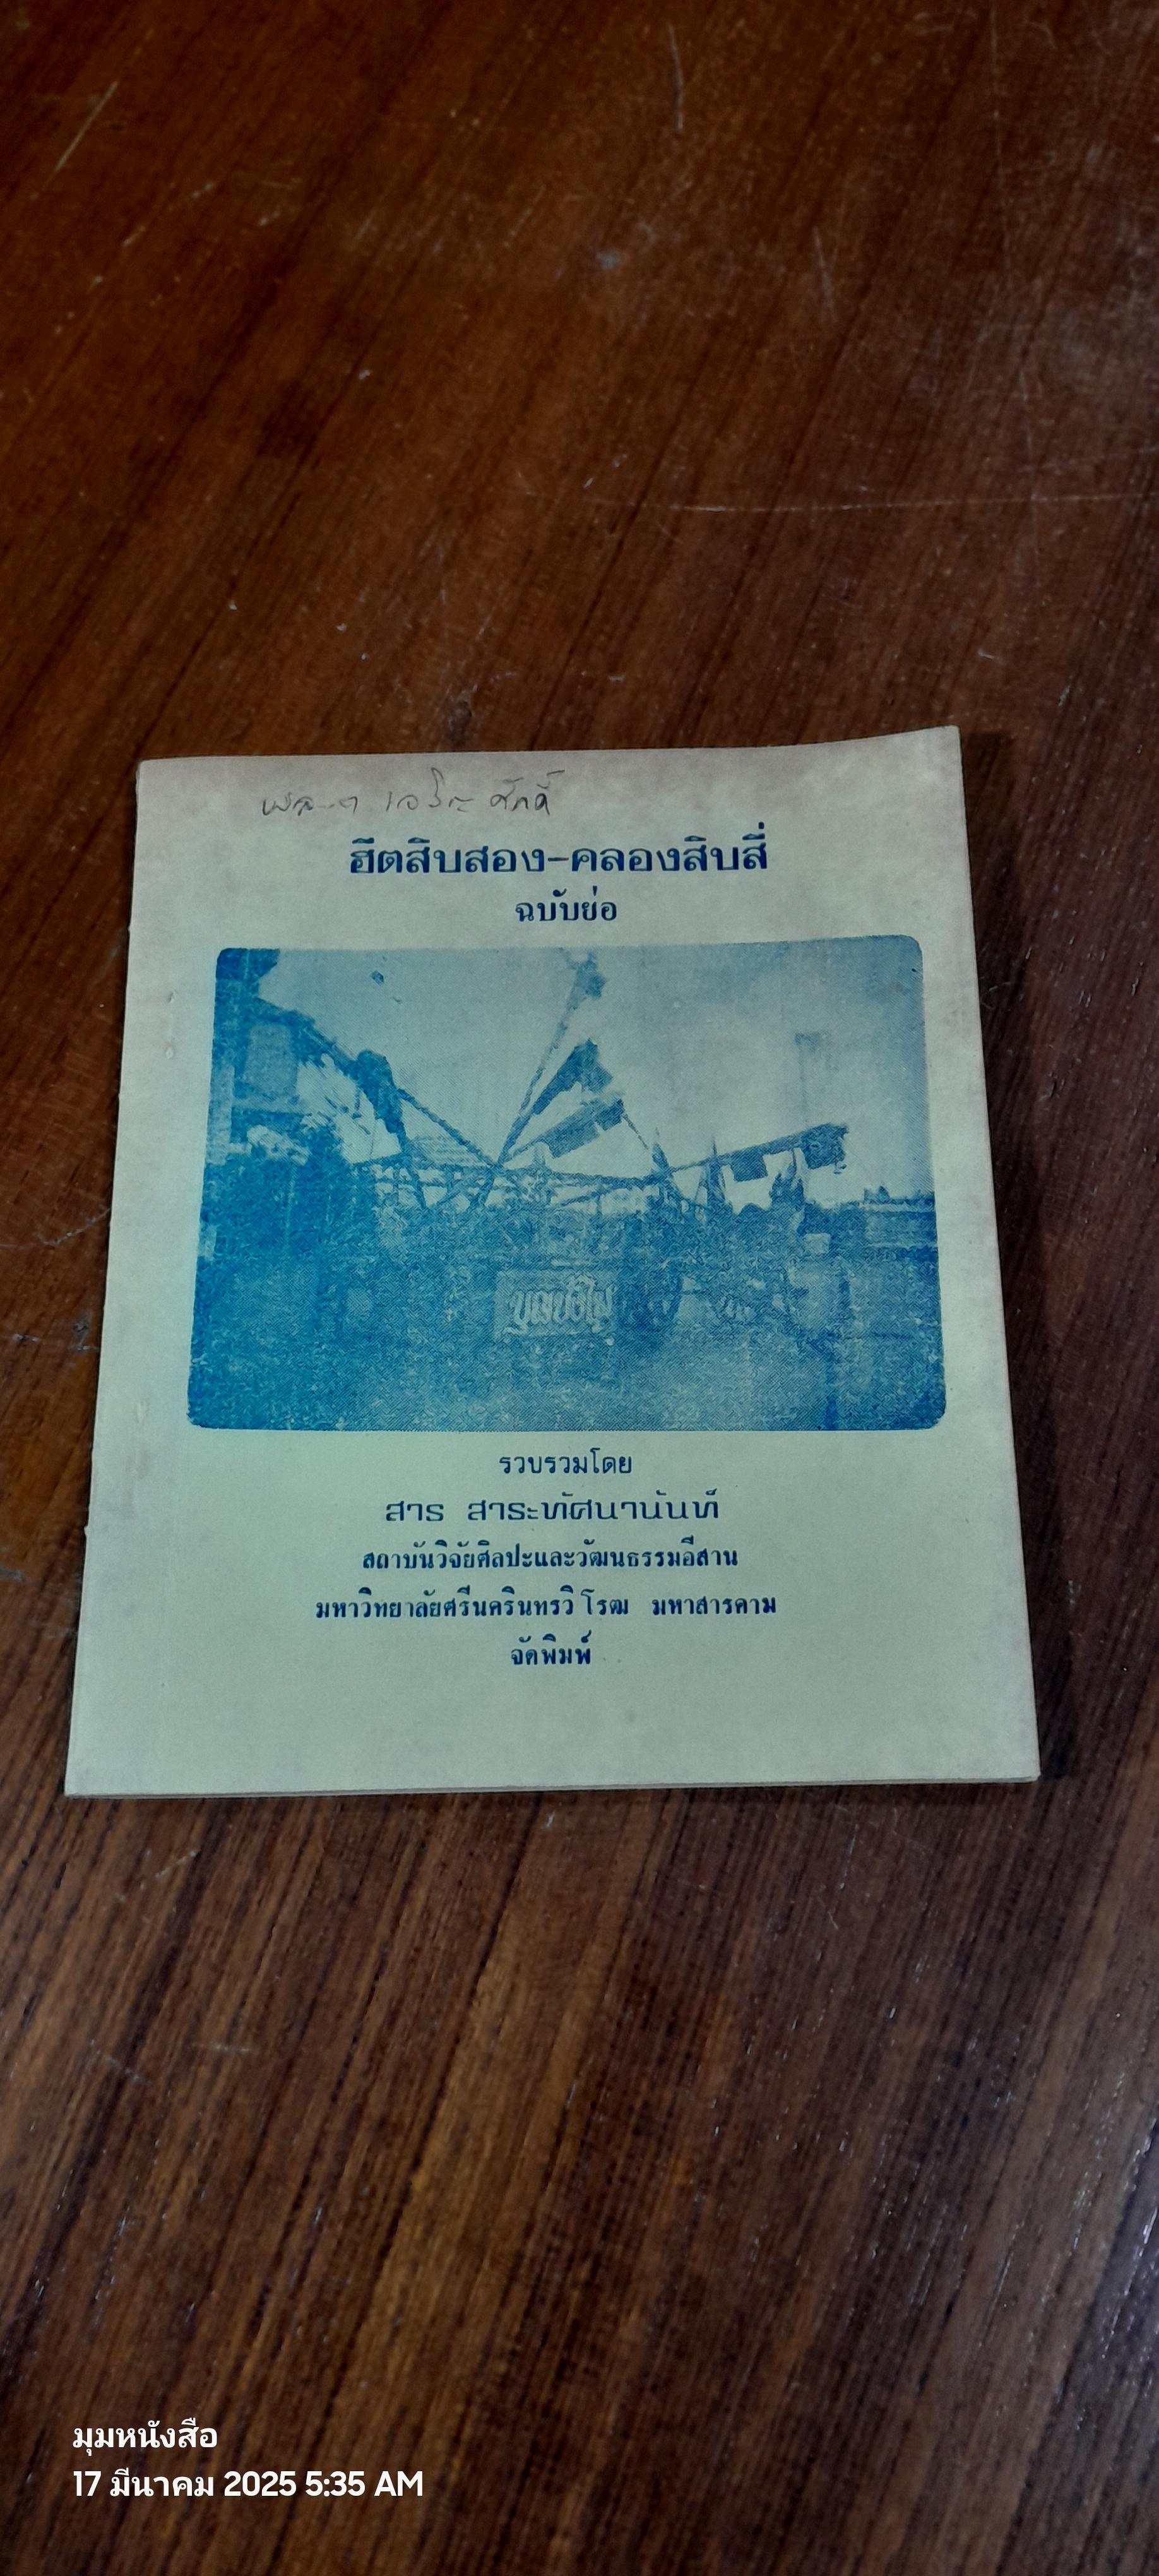 ฮีตสิบสอง-คลองสิบสี่
ฉบับย่อ
บุญบั้งไฟ
รวบรวมโดย
สาร สาระทัศนานันท์
สถาบันวิจัยศิลปะและวัฒนธรรมอีสาน
มหาวิทยาลัยศรีนครินทรวิโรฒ มหาสารคาม
จัดพิมพ์
มุมหนังสือ
17 มีนาคม 2025 5:35 AM